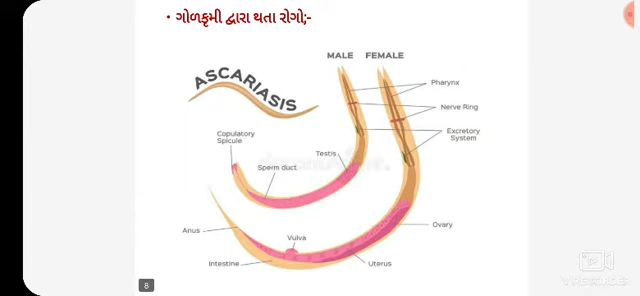 • ગોળકૃમી દ્વારા થતા રોગો;-
MALE FEMALE
ASCARIASIS
Pharynx
Nerve Ring
Copulatory
Spicule
Excretory
System
Testis
Sperm duct
Anus
Ovary
Vulva
Intestine
Uterus
8